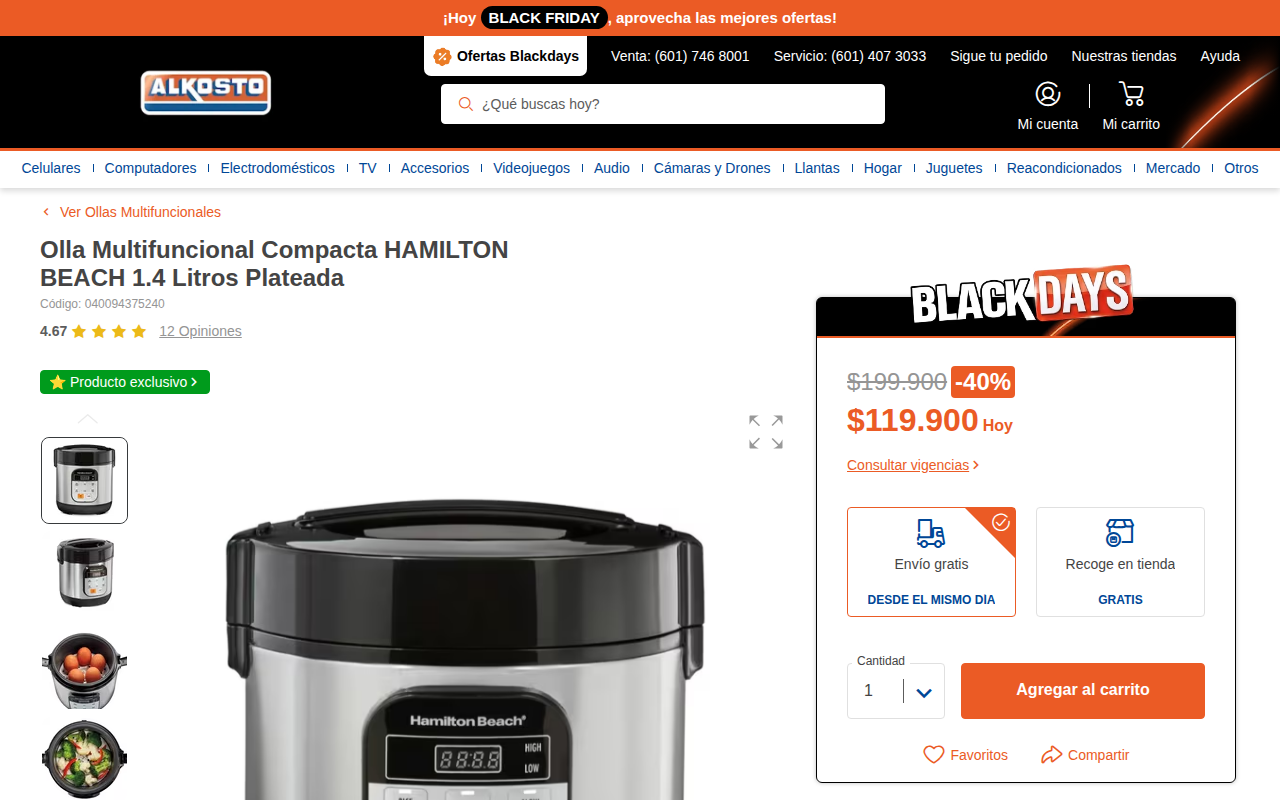 ¡Hoy BLACK FRIDAY, aprovecha las mejores ofertas!
Ofertas Blackdays Venta: (601) 746 8001 Servicio: (601) 407 3033 Sigue tu pedido Nuestras tiendas Ayuda
ALKOSTO
¿Qué buscas hoy?
Mi cuenta Mi carrito
Celulares Computadores Electrodomésticos TV Accesorios Videojuegos Audio Cámaras y Drones Llantas Hogar Juguetes Reacondicionados Mercado Otros
Ver Ollas Multifuncionales
Olla Multifuncional Compacta HAMILTON
BEACH 1.4 Litros Plateada
Código: 040094375240
4.67 12 Opiniones
Producto exclusivo
BLACK DAYS
$199.900 -40%
$119.900 Hoy
Consultar vigencias
Envío gratis
DESDE EL MISMO DIA
Recoge en tienda
GRATIS
Cantidad
1
Agregar al carrito
Favoritos Compartir
Hamilton Beach
88:88
HIGH
LOW